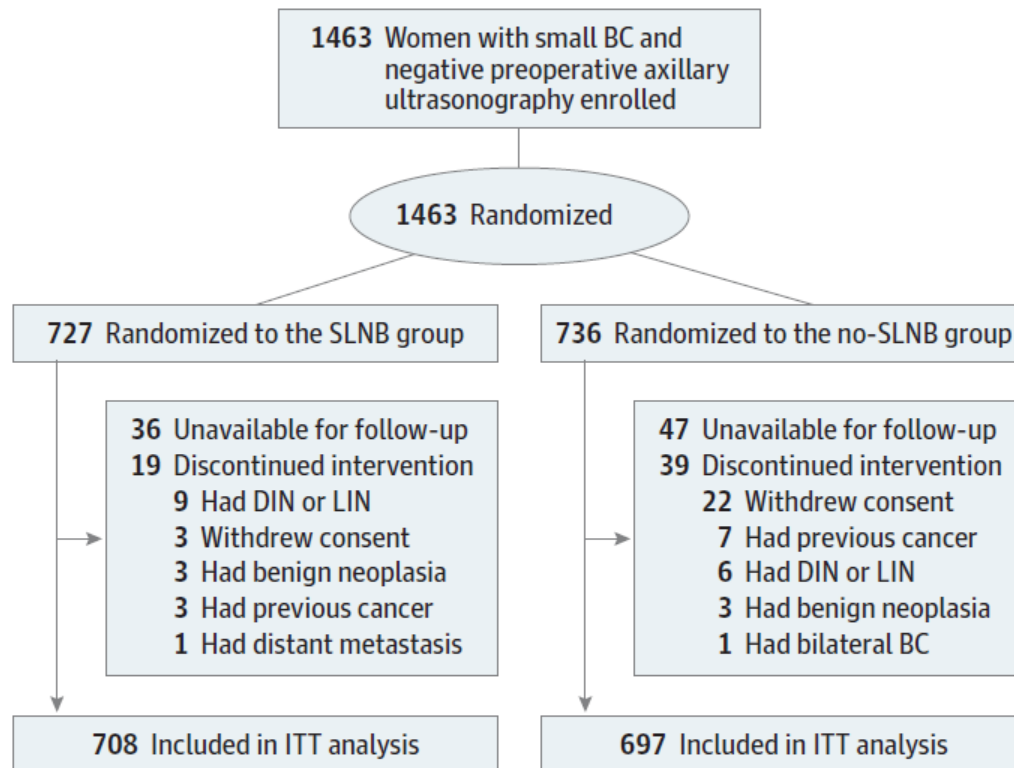 1463 Women with small BC and
negative preoperative axillary
ultrasonography enrolled
1463 Randomized
727 Randomized to the SLNB group
36 Unavailable for follow-up
19 Discontinued intervention
9 Had DIN or LIN
3 Withdrew consent
3 Had benign neoplasia
3 Had previous cancer
1 Had distant metastasis
708 Included in ITT analysis
736 Randomized to the no-SLNB group
47 Unavailable for follow-up
39 Discontinued intervention
22 Withdrew consent
7 Had previous cancer
6 Had DIN or LIN
3 Had benign neoplasia
1 Had bilateral BC
697 Included in ITT analysis